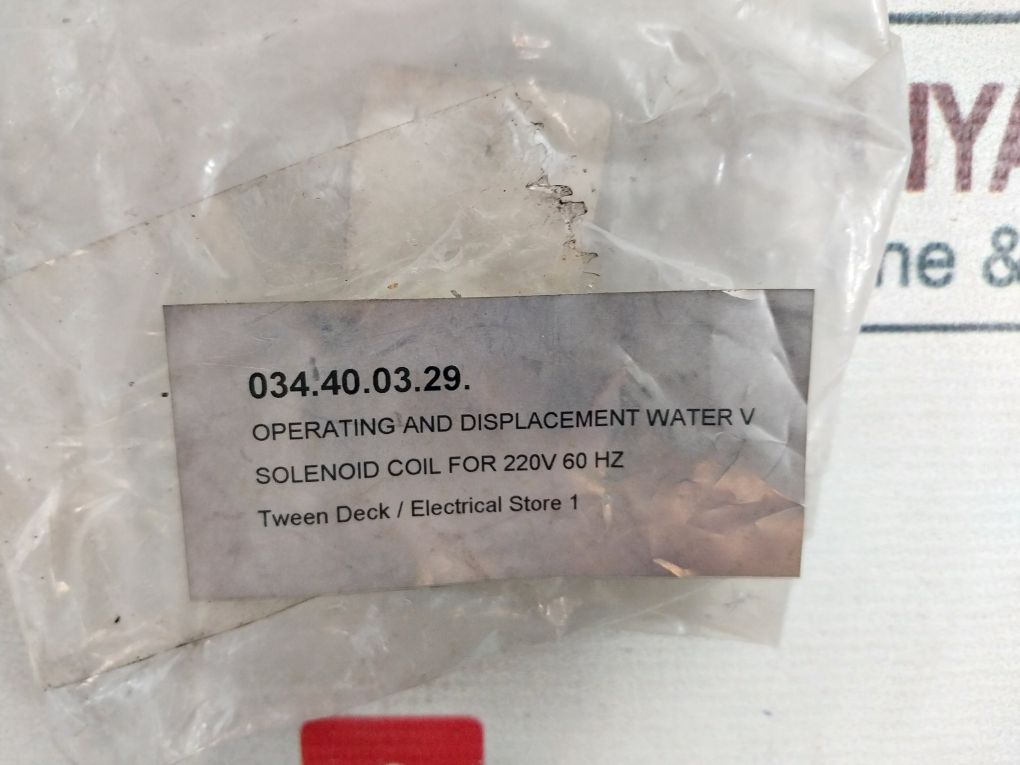 034.40.03.29.
OPERATING AND DISPLACEMENT WATER V
SOLENOID COIL FOR 220V 60 HZ
Tween Deck / Electrical Store 1
&